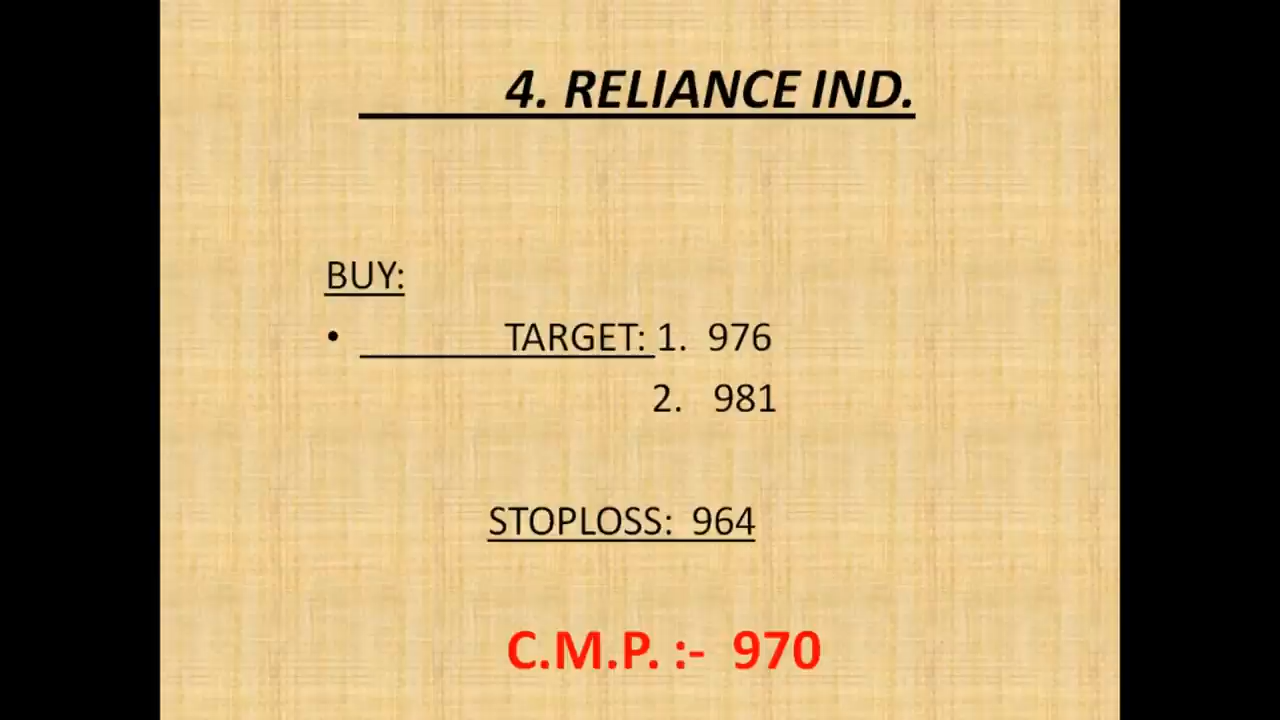 4. RELIANCE IND.
BUY:
• TARGET: 1. 976
2. 981
STOPLOSS: 964
C.M.P. :- 970